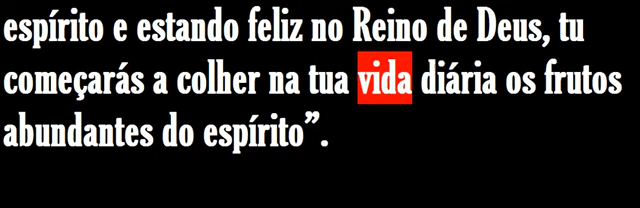 espírito e estando feliz no Reino de Deus, tu
começarás a colher na tua vida diária os frutos
abundantes do espírito”.